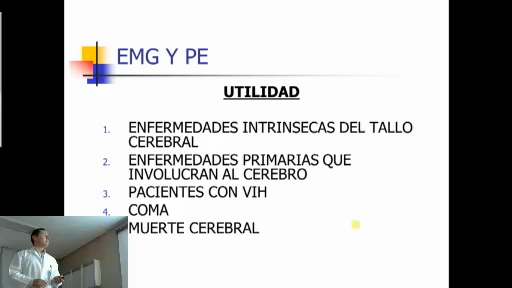 EMG Y PE
UTILIDAD
1. ENFERMEDADES INTRINSECAS DEL TALLO
CEREBRAL
2. ENFERMEDADES PRIMARIAS QUE
INVOLUCRAN AL CEREBRO
3. PACIENTES CON VIH
4. COMA
MUERTE CEREBRAL